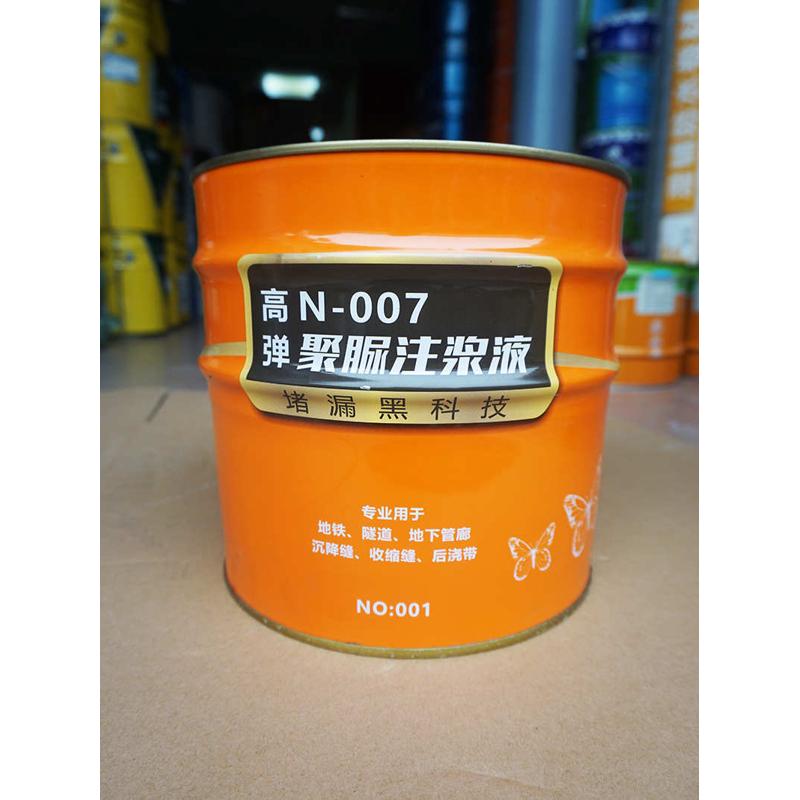 高弹 N-007
聚脲注浆液
堵漏黑科技
专业用于
地铁、隧道、地下管廊
沉降缝、收缩缝、后浇带
NO:001